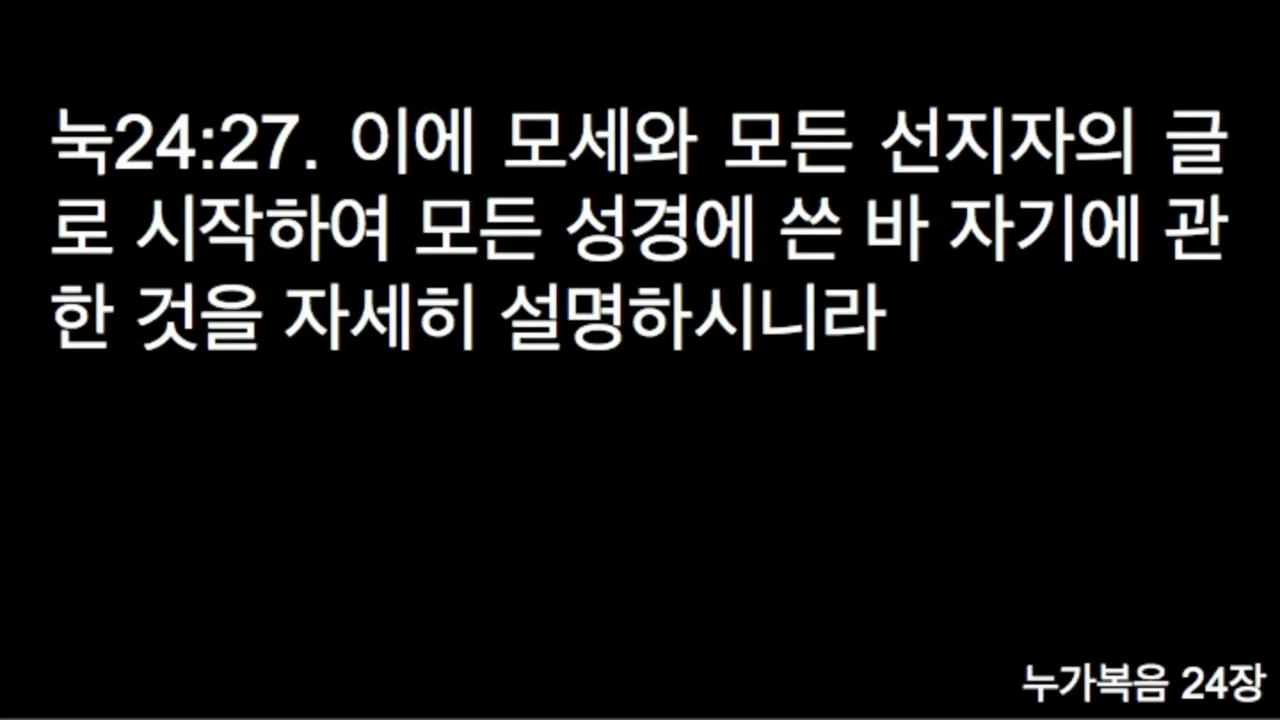 눅24:27. 이에 모세와 모든 선지자의 글
로 시작하여 모든 성경에 쓴 바 자기에 관
한 것을 자세히 설명하시니라
누가복음 24장